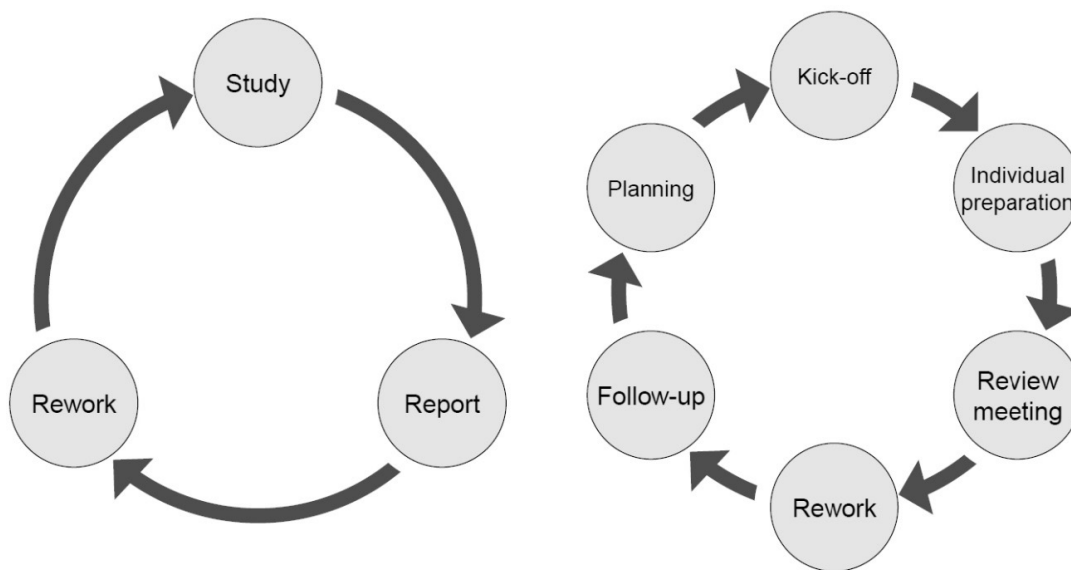 Study
Report
Rework
Kick-off
Individual
preparation
Review
meeting
Rework
Follow-up
Planning